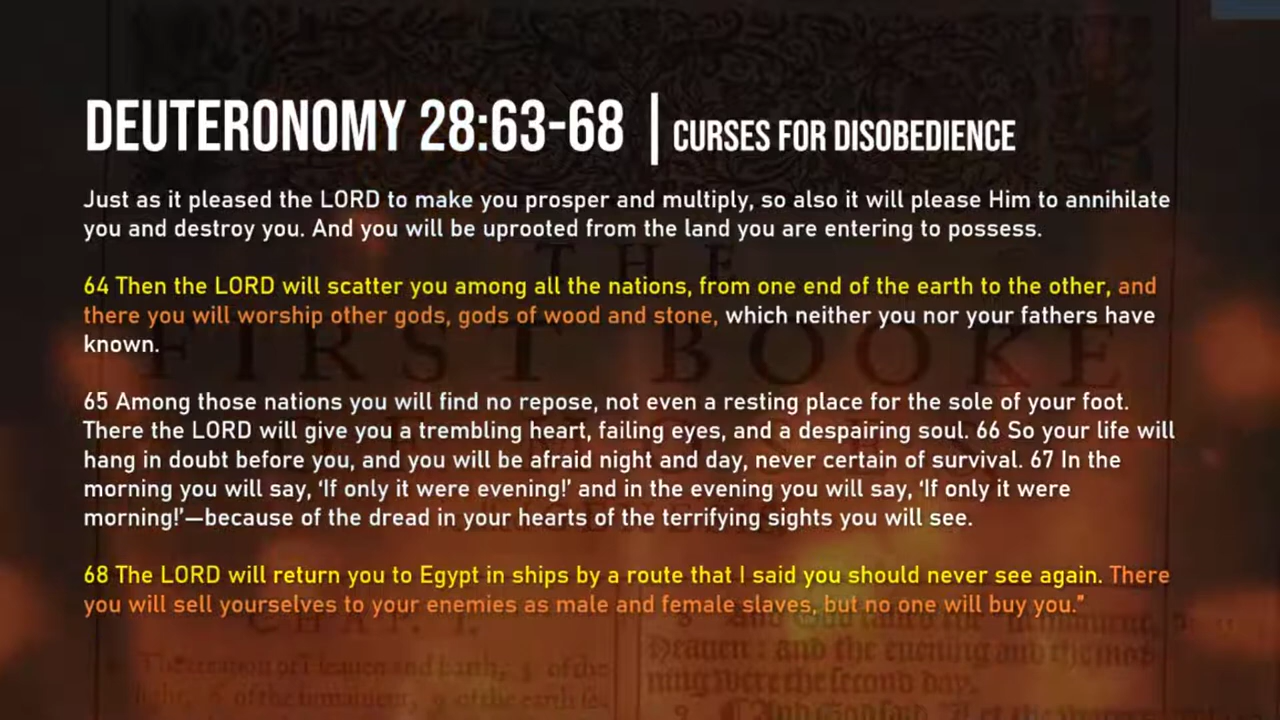 DEUTERONOMY 28:63-68 | CURSES FOR DISOBEDIENCE
Just as it pleased the LORD to make you prosper and multiply, so also it will please Him to annihilate
you and destroy you. And you will be uprooted from the land you are entering to possess.
THE
64 Then the LORD will scatter you among all the nations, from one end of the earth to the other, and
there you will worship other gods, gods of wood and stone, which neither you nor your fathers have
known.
FIRST BOOKE
65 Among those nations you will find no repose, not even a resting place for the sole of your foot.
There the LORD will give you a trembling heart, failing eyes, and a despairing soul. 66 So your life will
hang in doubt before you, and you will be afraid night and day, never certain of survival. 67 In the
morning you will say, ‘If only it were evening!’ and in the evening you will say, ‘If only it were
morning!’—because of the dread in your hearts of the terrifying sights you will see.
68 The LORD will return you to Egypt in ships by a route that I said you should never see again. There
you will sell yourselves to your enemies as male and female slaves, but no one will buy you.”
CHAP. I.